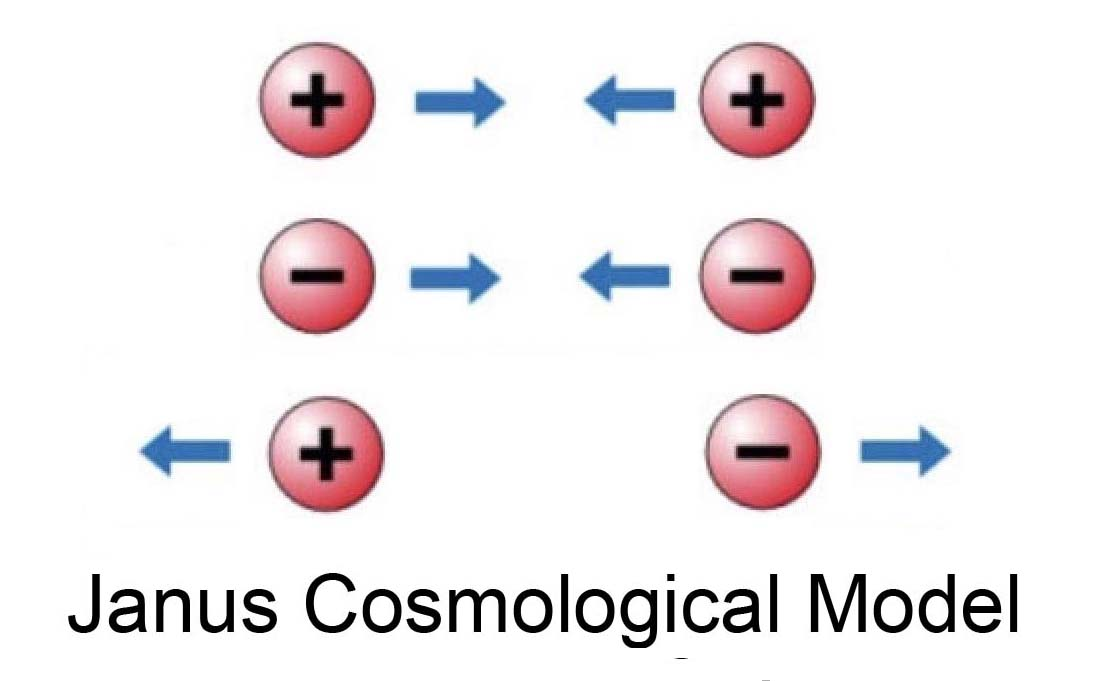 + +
− −
+ −
Janus Cosmological Model